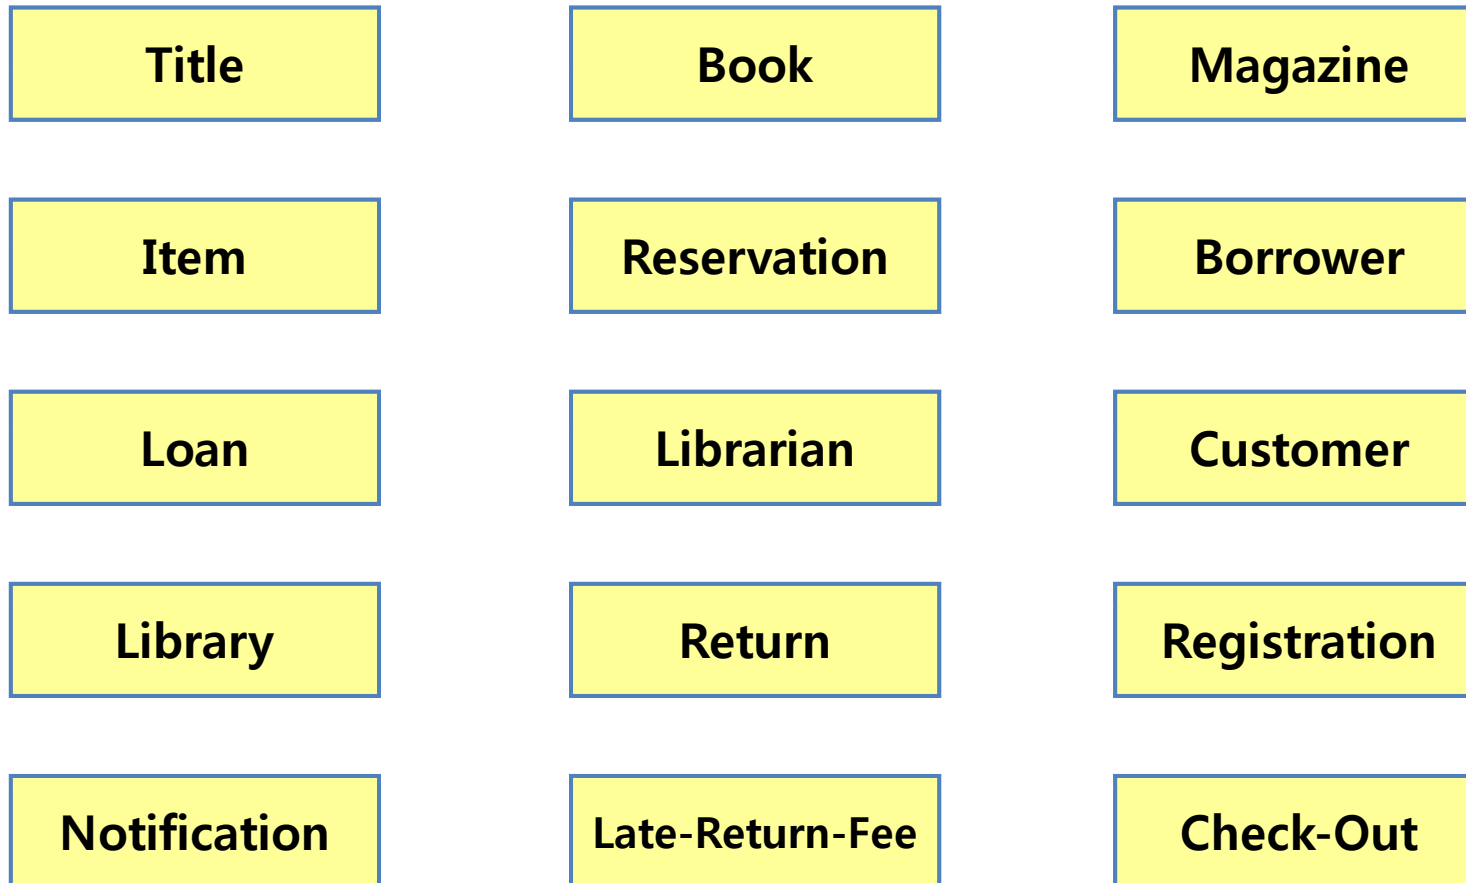 Title
Book
Magazine
Item
Reservation
Borrower
Loan
Librarian
Customer
Library
Return
Registration
Notification
Late-Return-Fee
Check-Out